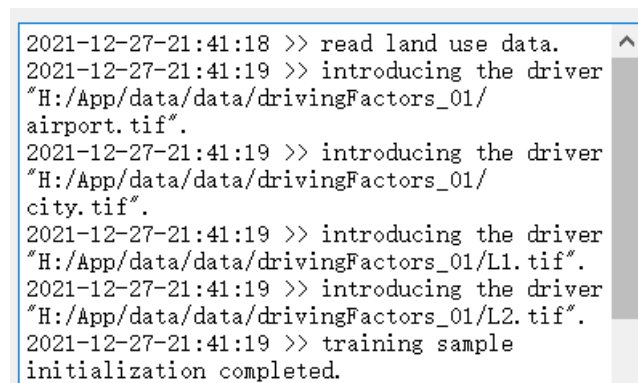 2021-12-27-21:41:18 >> read land use data.
2021-12-27-21:41:19 >> introducing the driver
"H:/App/data/data/drivingFactors_01/
airport.tif".
2021-12-27-21:41:19 >> introducing the driver
"H:/App/data/data/drivingFactors_01/
city.tif".
2021-12-27-21:41:19 >> introducing the driver
"H:/App/data/data/drivingFactors_01/L1.tif".
2021-12-27-21:41:19 >> introducing the driver
"H:/App/data/data/drivingFactors_01/L2.tif".
2021-12-27-21:41:19 >> training sample
initialization completed.